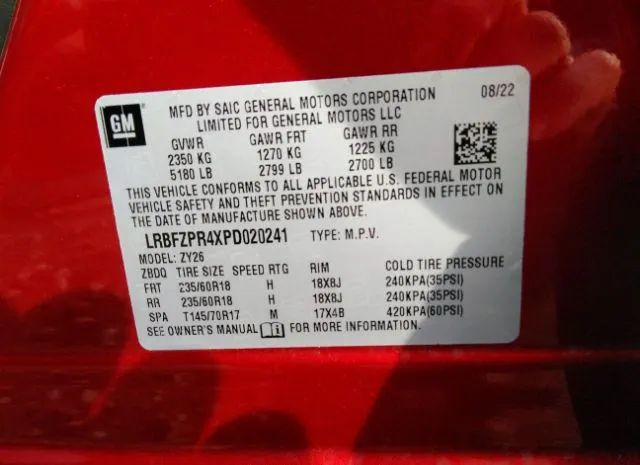 GM
MFD BY SAIC GENERAL MOTORS CORPORATION 08/22
LIMITED FOR GENERAL MOTORS LLC
GVWR GAWR FRT GAWR RR
2350 KG 1270 KG 1225 KG
5180 LB 2799 LB 2700 LB
THIS VEHICLE CONFORMS TO ALL APPLICABLE U.S. FEDERAL MOTOR
VEHICLE SAFETY AND THEFT PREVENTION STANDARDS IN EFFECT ON
THE DATE OF MANUFACTURE SHOWN ABOVE.
LRBFZPR4XPD020241 TYPE: M.P.V.
MODEL: ZY26
ZBDQ TIRE SIZE SPEED RTG RIM COLD TIRE PRESSURE
FRT 235/60R18 H 18X8J 240KPA(35PSI)
RR 235/60R18 H 18X8J 240KPA(35PSI)
SPA T145/70R17 M 17X4B 420KPA(60PSI)
SEE OWNER'S MANUAL FOR MORE INFORMATION.